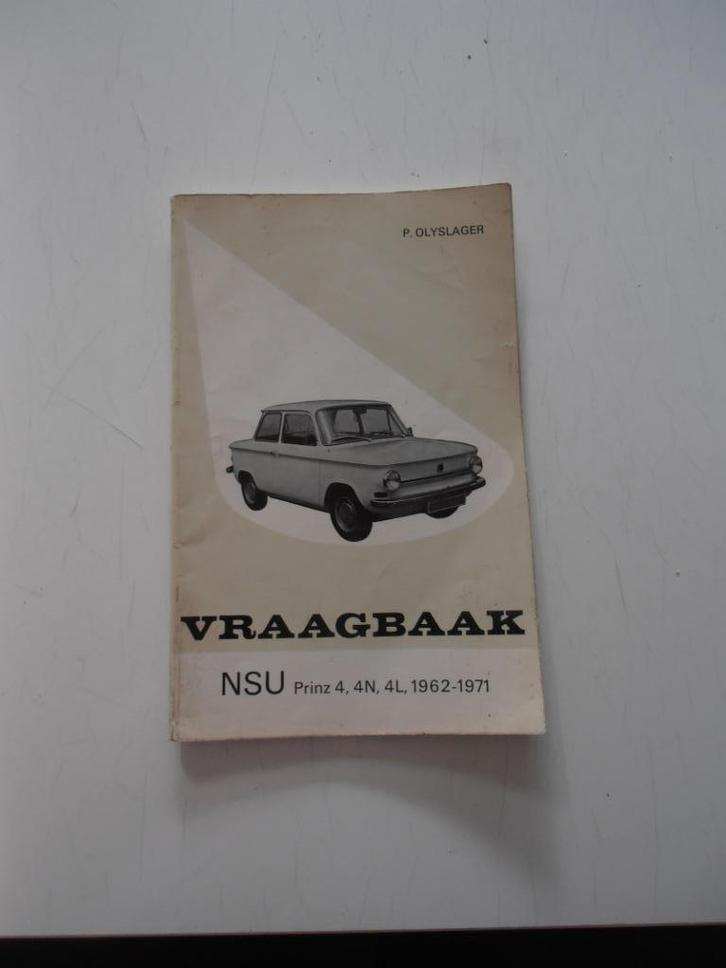 P. OLYSLAGER
VRAAGBAAK
NSU Prinz 4, 4N, 4L, 1962-1971